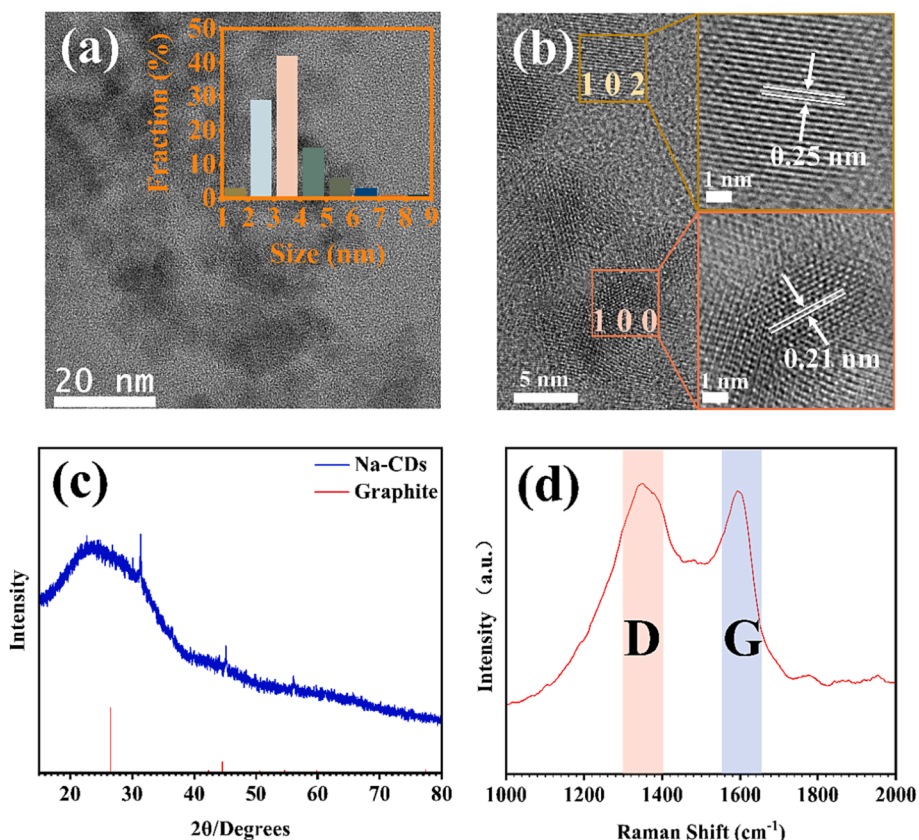 (a)
50
40
30
20
10
0
Fraction (%)
1 2 3 4 5 6 7 8 9
Size (nm)
20 nm
(b)
1 0 2
0.25 nm
1 nm
1 0 0
0.21 nm
1 nm
5 nm
(c)
Na-CDs
Graphite
Intensity
20 30 40 50 60 70 80
2θ/Degrees
(d)
D
G
Intensity (a.u.)
1000 1200 1400 1600 1800 2000
Raman Shift (cm⁻¹)